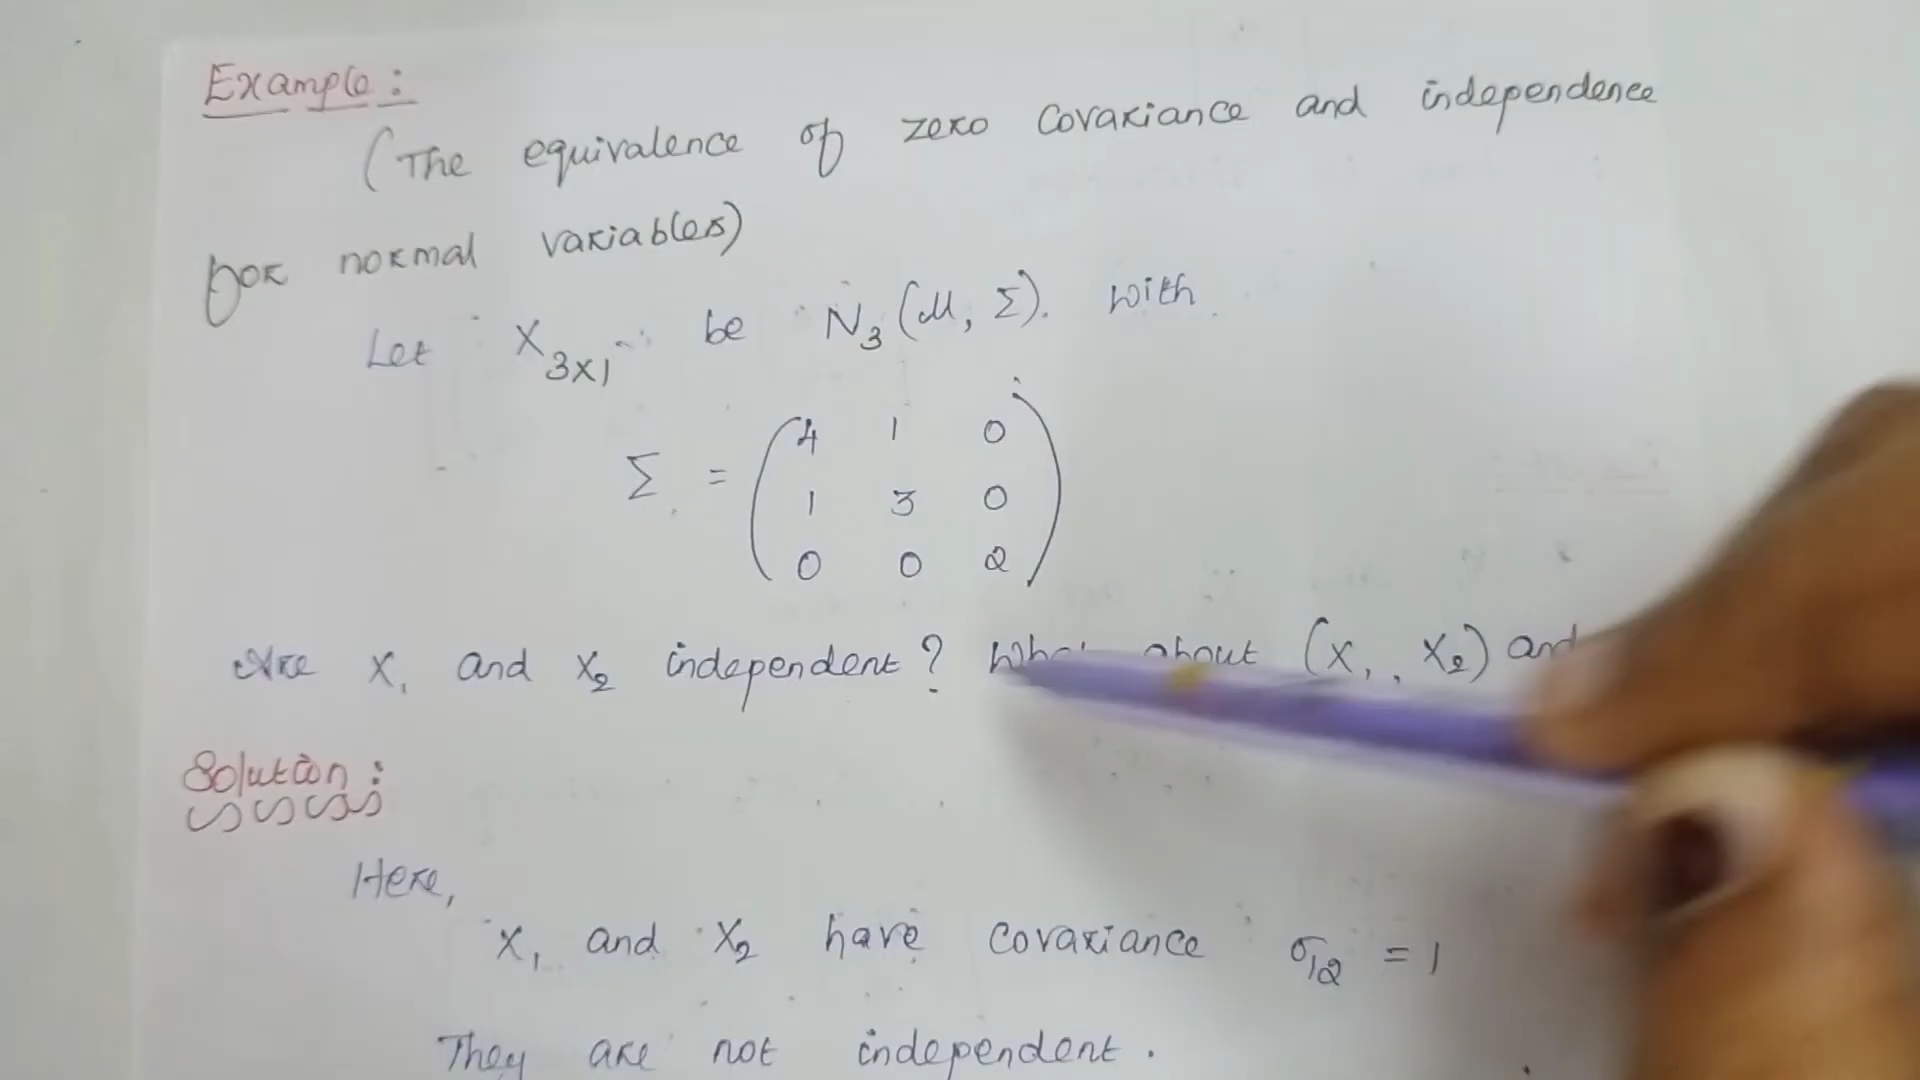 Example:
(The equivalence of zero covariance and independence
for normal variables)
Let X3x1 be N3(μ, Σ). with
Σ = (4 1 0
1 3 0
0 0 2)
Are X1 and X2 independent? What about (X1, X2) and
Solution:
Here,
X1 and X2 have covariance σ12 = 1
They are not independent.